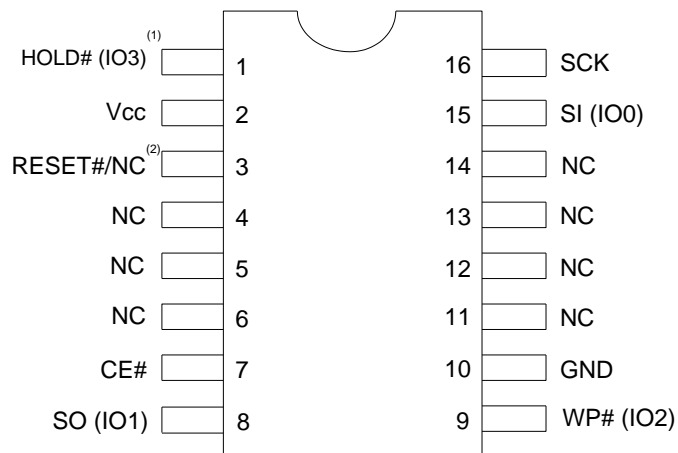 HOLD# (IO3) (1) 1 16 SCK
Vcc 2 15 SI (IO0)
RESET#/NC (2) 3 14 NC
NC 4 13 NC
NC 5 12 NC
NC 6 11 NC
CE# 7 10 GND
SO (IO1) 8 9 WP# (IO2)